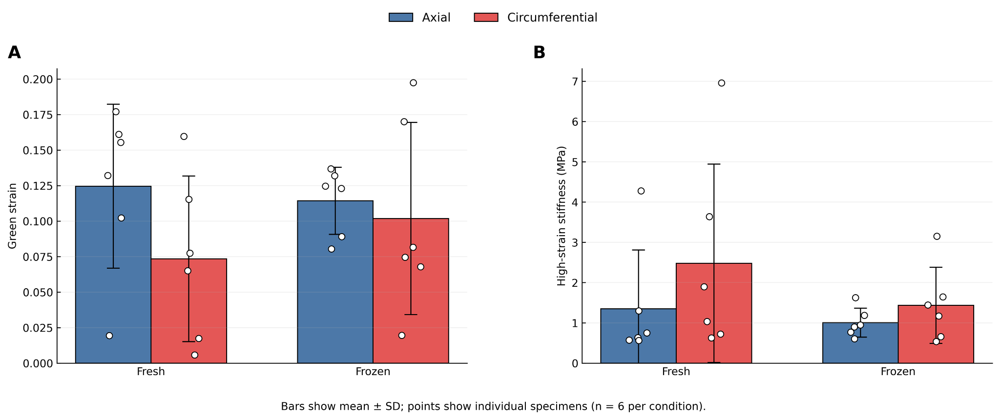 Axial
Circumferential
A
B
0.200
0.175
0.150
0.125
0.100
0.075
0.050
0.025
0.000
Green strain
Fresh
Frozen
7
6
5
4
3
2
1
0
High-strain stiffness (MPa)
Fresh
Frozen
Bars show mean ± SD; points show individual specimens (n = 6 per condition).